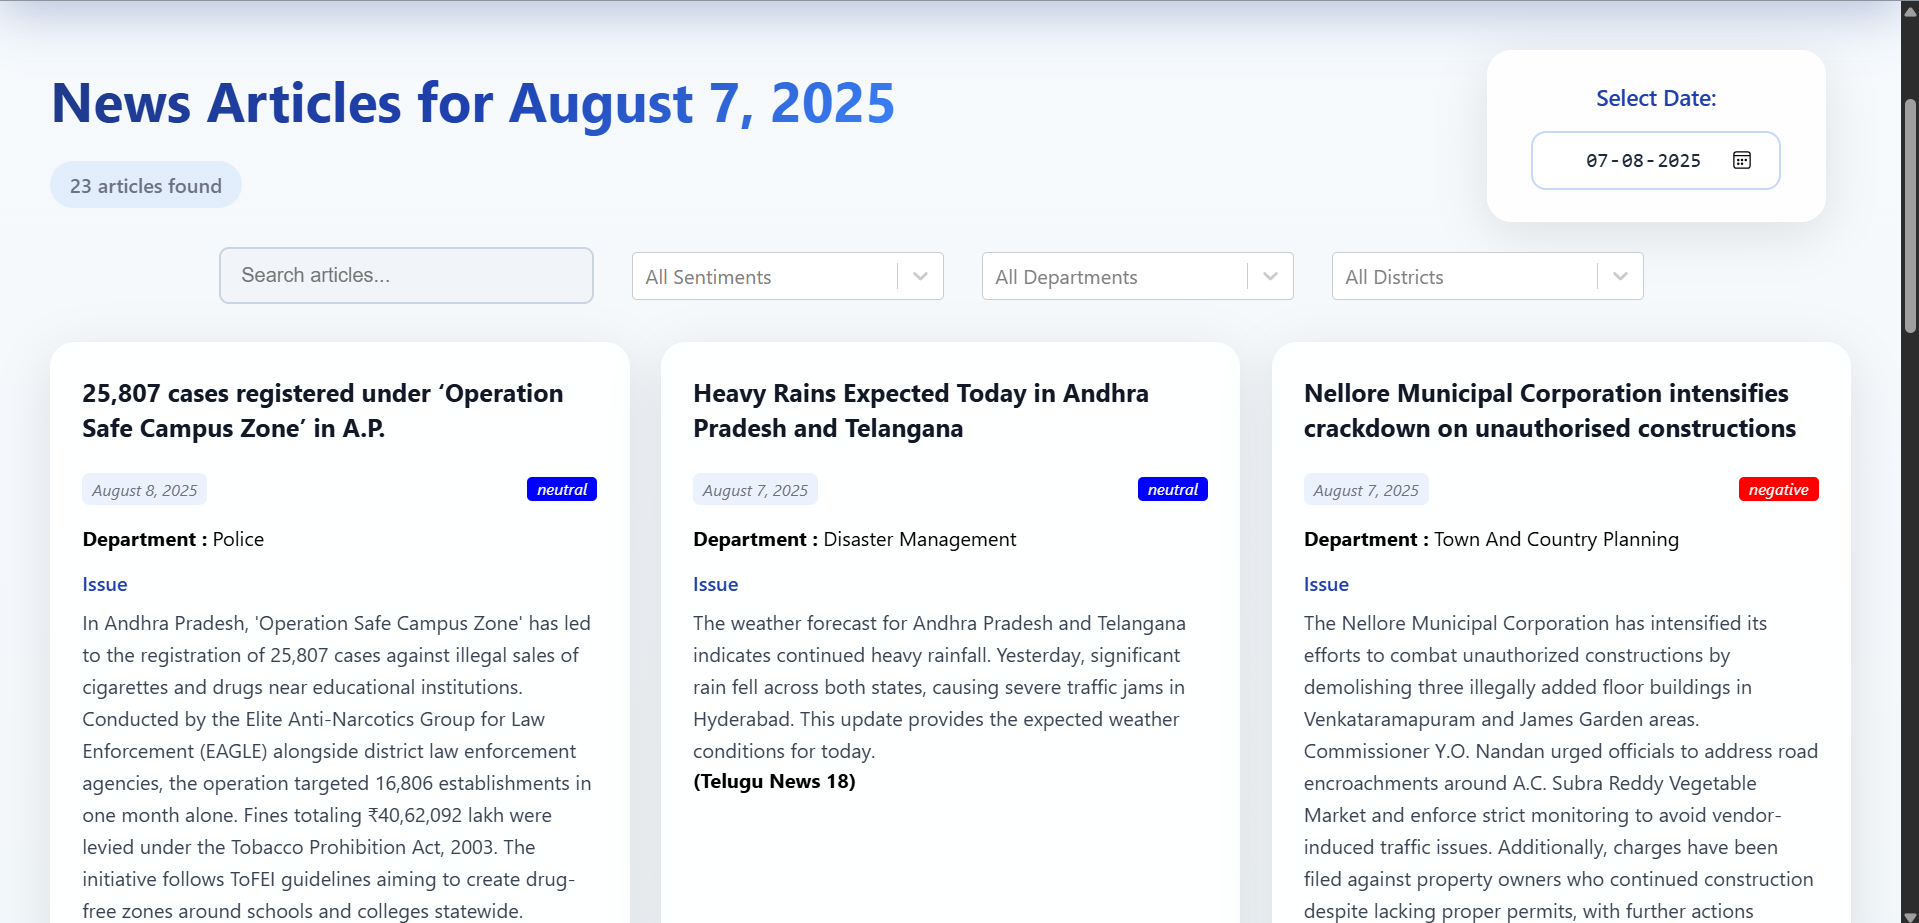 News Articles for August 7, 2025
23 articles found
Select Date:
07-08-2025
Search articles...
All Sentiments
All Departments
All Districts
25,807 cases registered under ‘Operation
Safe Campus Zone’ in A.P.
August 8, 2025
neutral
Department : Police
Issue
In Andhra Pradesh, 'Operation Safe Campus Zone' has led
to the registration of 25,807 cases against illegal sales of
cigarettes and drugs near educational institutions.
Conducted by the Elite Anti-Narcotics Group for Law
Enforcement (EAGLE) alongside district law enforcement
agencies, the operation targeted 16,806 establishments in
one month alone. Fines totaling ₹40,62,092 lakh were
levied under the Tobacco Prohibition Act, 2003. The
initiative follows ToFEI guidelines aiming to create drug-
free zones around schools and colleges statewide.
Heavy Rains Expected Today in Andhra
Pradesh and Telangana
August 7, 2025
neutral
Department : Disaster Management
Issue
The weather forecast for Andhra Pradesh and Telangana
indicates continued heavy rainfall. Yesterday, significant
rain fell across both states, causing severe traffic jams in
Hyderabad. This update provides the expected weather
conditions for today.
(Telugu News 18)
Nellore Municipal Corporation intensifies
crackdown on unauthorised constructions
August 7, 2025
negative
Department : Town And Country Planning
Issue
The Nellore Municipal Corporation has intensified its
efforts to combat unauthorized constructions by
demolishing three illegally added floor buildings in
Venkataramapuram and James Garden areas.
Commissioner Y.O. Nandan urged officials to address road
encroachments around A.C. Subra Reddy Vegetable
Market and enforce strict monitoring to avoid vendor-
induced traffic issues. Additionally, charges have been
filed against property owners who continued construction
despite lacking proper permits, with further actions